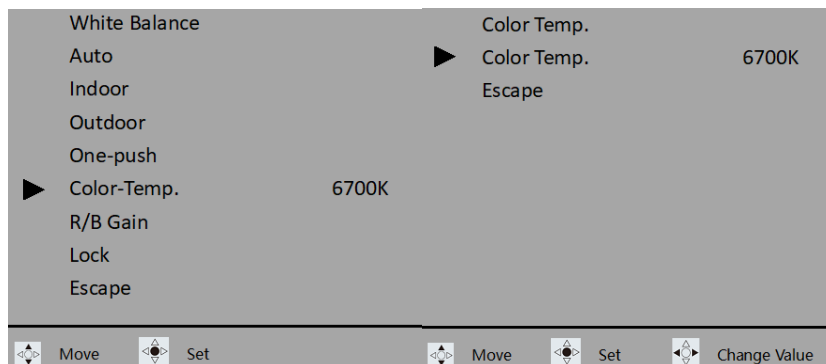 White Balance
Auto
Indoor
Outdoor
One-push
Color-Temp. 6700K
R/B Gain
Lock
Escape
Move Set
Color Temp.
Color Temp. 6700K
Escape
Move Set Change Value